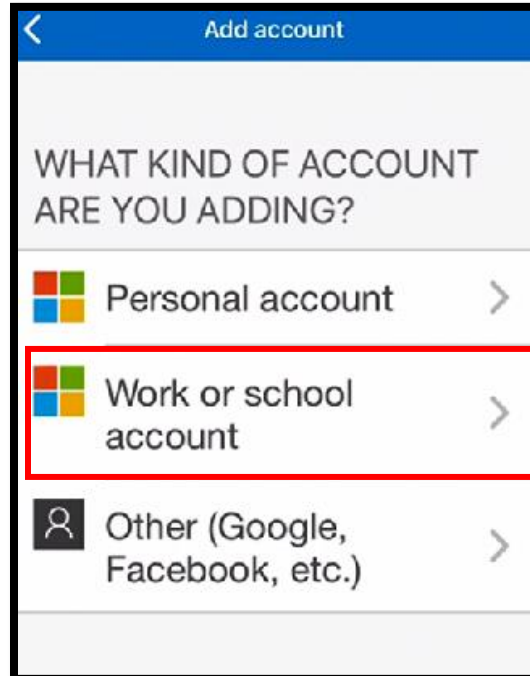 Add account
WHAT KIND OF ACCOUNT
ARE YOU ADDING?
Personal account
Work or school
account
Other (Google,
Facebook, etc.)